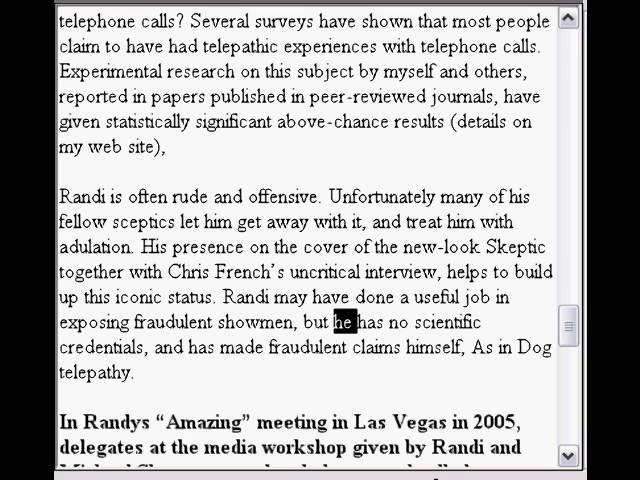 telephone calls? Several surveys have shown that most people
claim to have had telepathic experiences with telephone calls.
Experimental research on this subject by myself and others,
reported in papers published in peer-reviewed journals, have
given statistically significant above-chance results (details on
my web site),
Randi is often rude and offensive. Unfortunately many of his
fellow sceptics let him get away with it, and treat him with
adulation. His presence on the cover of the new-look Skeptic
together with Chris French's uncritical interview, helps to build
up this iconic status. Randi may have done a useful job in
exposing fraudulent showmen, but he has no scientific
credentials, and has made fraudulent claims himself, As in Dog
telepathy.
In Randys “Amazing” meeting in Las Vegas in 2005,
delegates at the media workshop given by Randi and